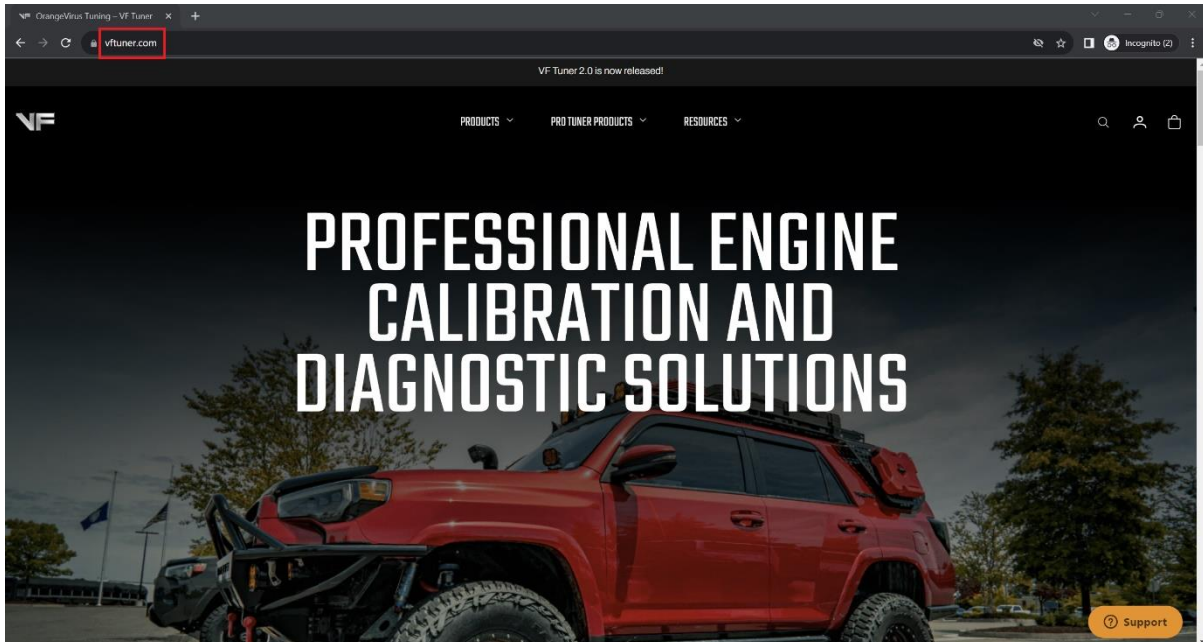 OrangeVirus Tuning – VF Tuner
vftuner.com
Incognito (2)
VF Tuner 2.0 is now released!
VF
PRODUCTS
PRO TUNER PRODUCTS
RESOURCES
PROFESSIONAL ENGINE
CALIBRATION AND
DIAGNOSTIC SOLUTIONS
Support